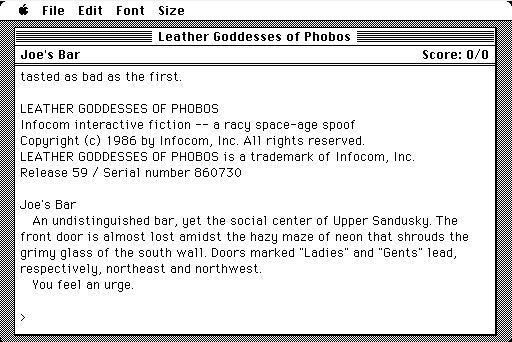 File Edit Font Size
Leather Goddesses of Phobos
Joe's Bar Score: 0/0
tasted as bad as the first.
LEATHER GODDESSES OF PHOBOS
Infocom interactive fiction -- a racy space-age spoof
Copyright (c) 1986 by Infocom, Inc. All rights reserved.
LEATHER GODDESSES OF PHOBOS is a trademark of Infocom, Inc.
Release 59 / Serial number 860730
Joe's Bar
An undistinguished bar, yet the social center of Upper Sandusky. The
front door is almost lost amidst the hazy maze of neon that shrouds the
grimy glass of the south wall. Doors marked "Ladies" and "Gents" lead,
respectively, northeast and northwest.
You feel an urge.
>